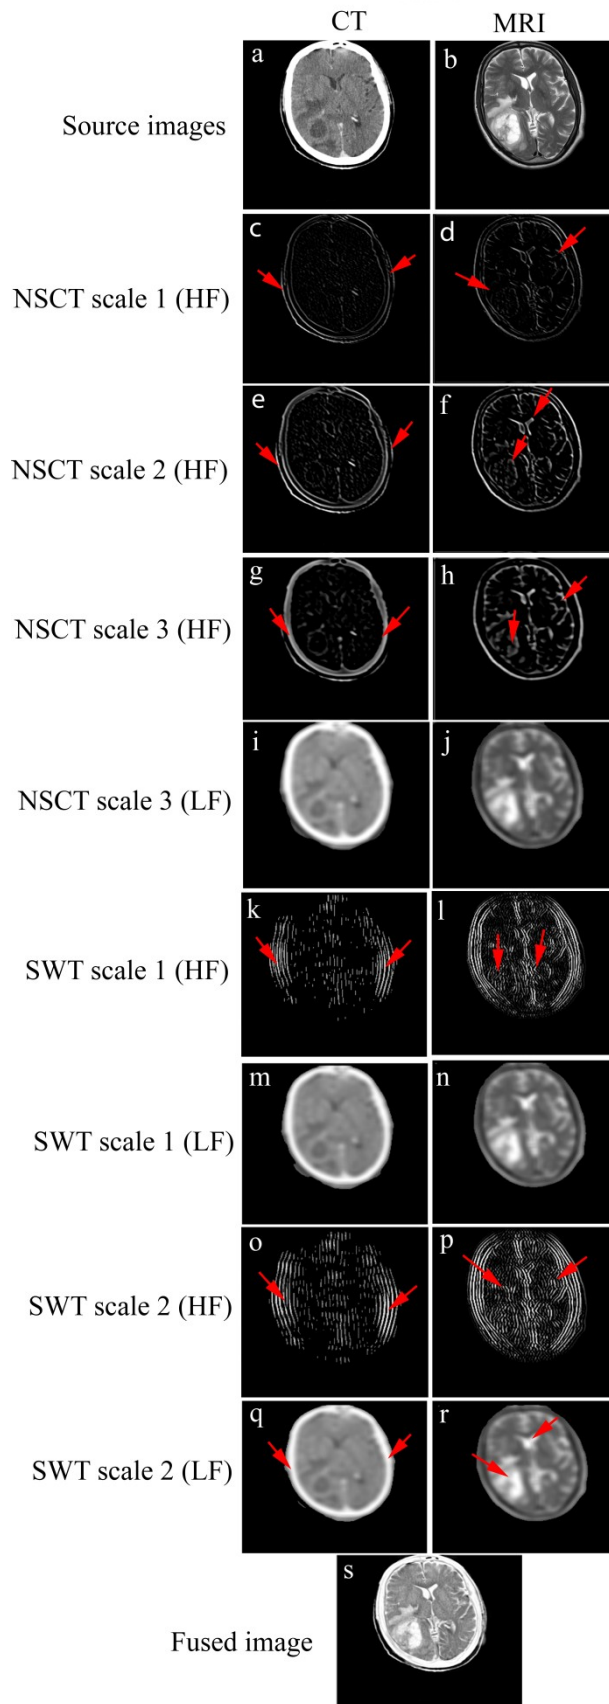 CT MRI
a b
Source images
c d
NSCT scale 1 (HF)
e f
NSCT scale 2 (HF)
g h
NSCT scale 3 (HF)
i j
NSCT scale 3 (LF)
k l
SWT scale 1 (HF)
m n
SWT scale 1 (LF)
o p
SWT scale 2 (HF)
q r
SWT scale 2 (LF)
s
Fused image